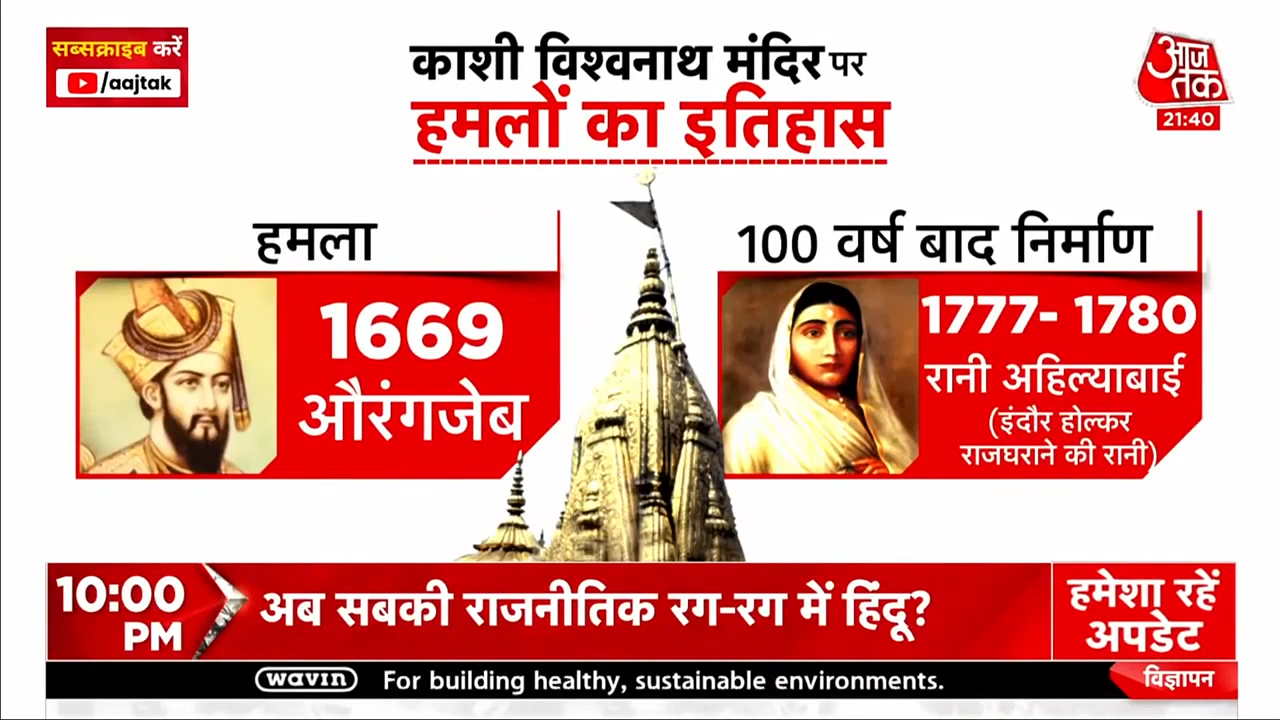 सब्सक्राइब करें
/aajtak
काशी विश्वनाथ मंदिर पर
हमलों का इतिहास
आज
तक
21:40
हमला
1669
औरंगजेब
100 वर्ष बाद निर्माण
1777- 1780
रानी अहिल्याबाई
(इंदौर होल्कर
राजघराने की रानी)
10:00
PM
अब सबकी राजनीतिक रग-रग में हिंदू?
हमेशा रहें
अपडेट
wavin For building healthy, sustainable environments.
विज्ञापन